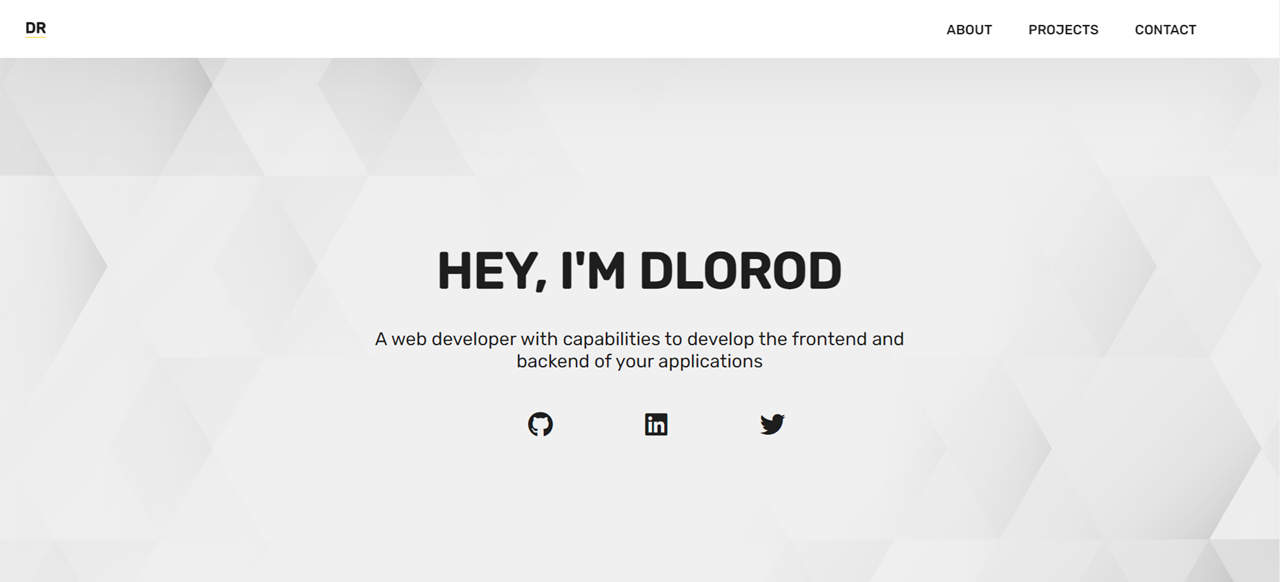 DR
ABOUT PROJECTS CONTACT
HEY, I'M DLOROD
A web developer with capabilities to develop the frontend and
backend of your applications
in